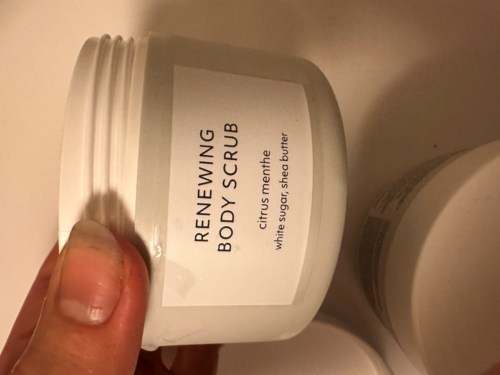 RENEWING
BODY SCRUB
citrus menthe
white sugar, shea butter